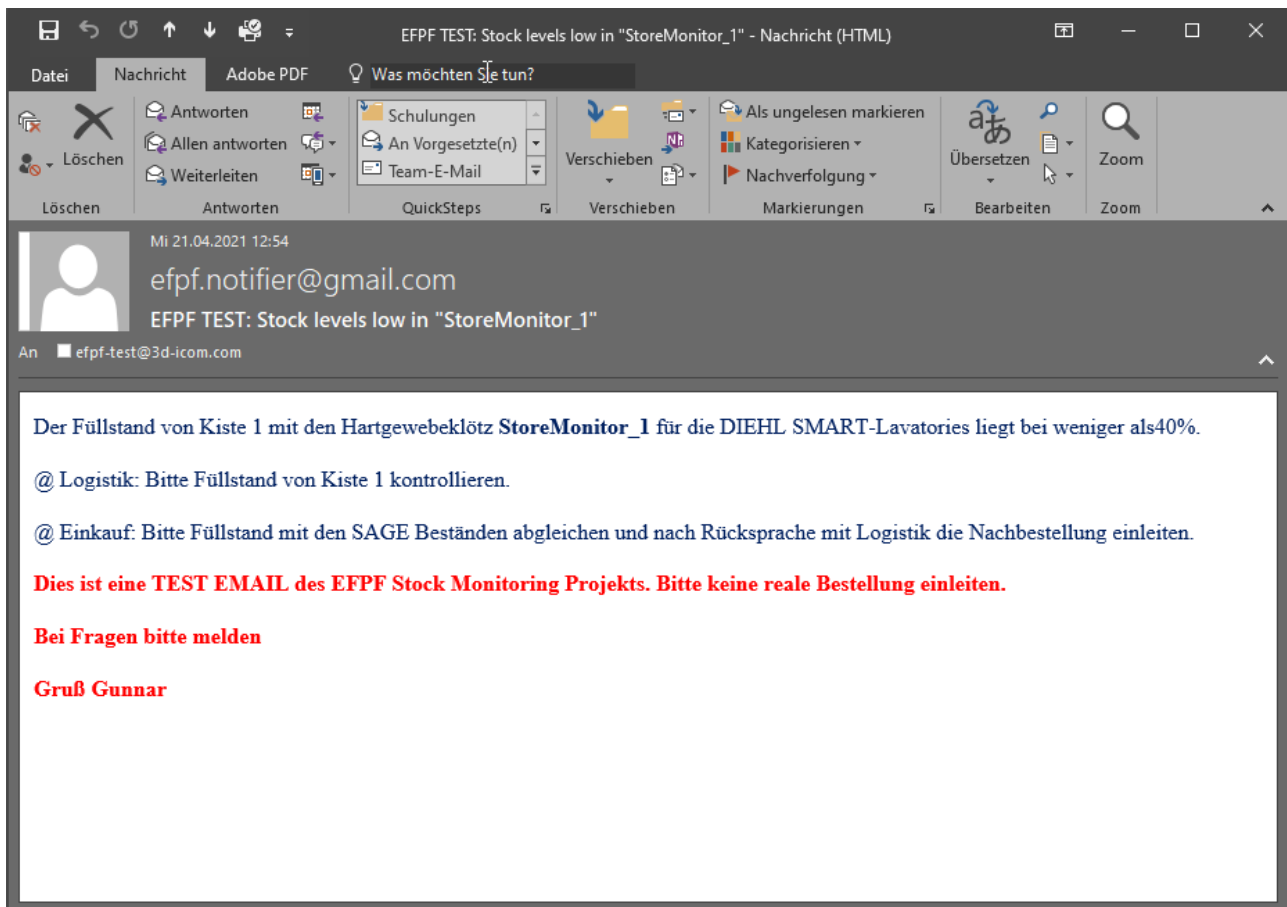 EFPF TEST: Stock levels low in "StoreMonitor_1" - Nachricht (HTML)
Datei Nachricht Adobe PDF Was möchten Sie tun?
Löschen
Antworten
Allen antworten
Weiterleiten
Schulungen
An Vorgesetzte(n)
Team-E-Mail
Verschieben
Als ungelesen markieren
Kategorisieren
Nachverfolgung
Übersetzen
Zoom
Löschen Antworten QuickSteps Verschieben Markierungen Bearbeiten Zoom
Mi 21.04.2021 12:54
efpf.notifier@gmail.com
EFPF TEST: Stock levels low in "StoreMonitor_1"
An efpf-test@3d-icom.com
Der Füllstand von Kiste 1 mit den Hartgewebeklötz StoreMonitor_1 für die DIEHL SMART-Lavatories liegt bei weniger als40%.
@ Logistik: Bitte Füllstand von Kiste 1 kontrollieren.
@ Einkauf: Bitte Füllstand mit den SAGE Beständen abgleichen und nach Rücksprache mit Logistik die Nachbestellung einleiten.
Dies ist eine TEST EMAIL des EFPF Stock Monitoring Projekts. Bitte keine reale Bestellung einleiten.
Bei Fragen bitte melden
Gruß Gunnar